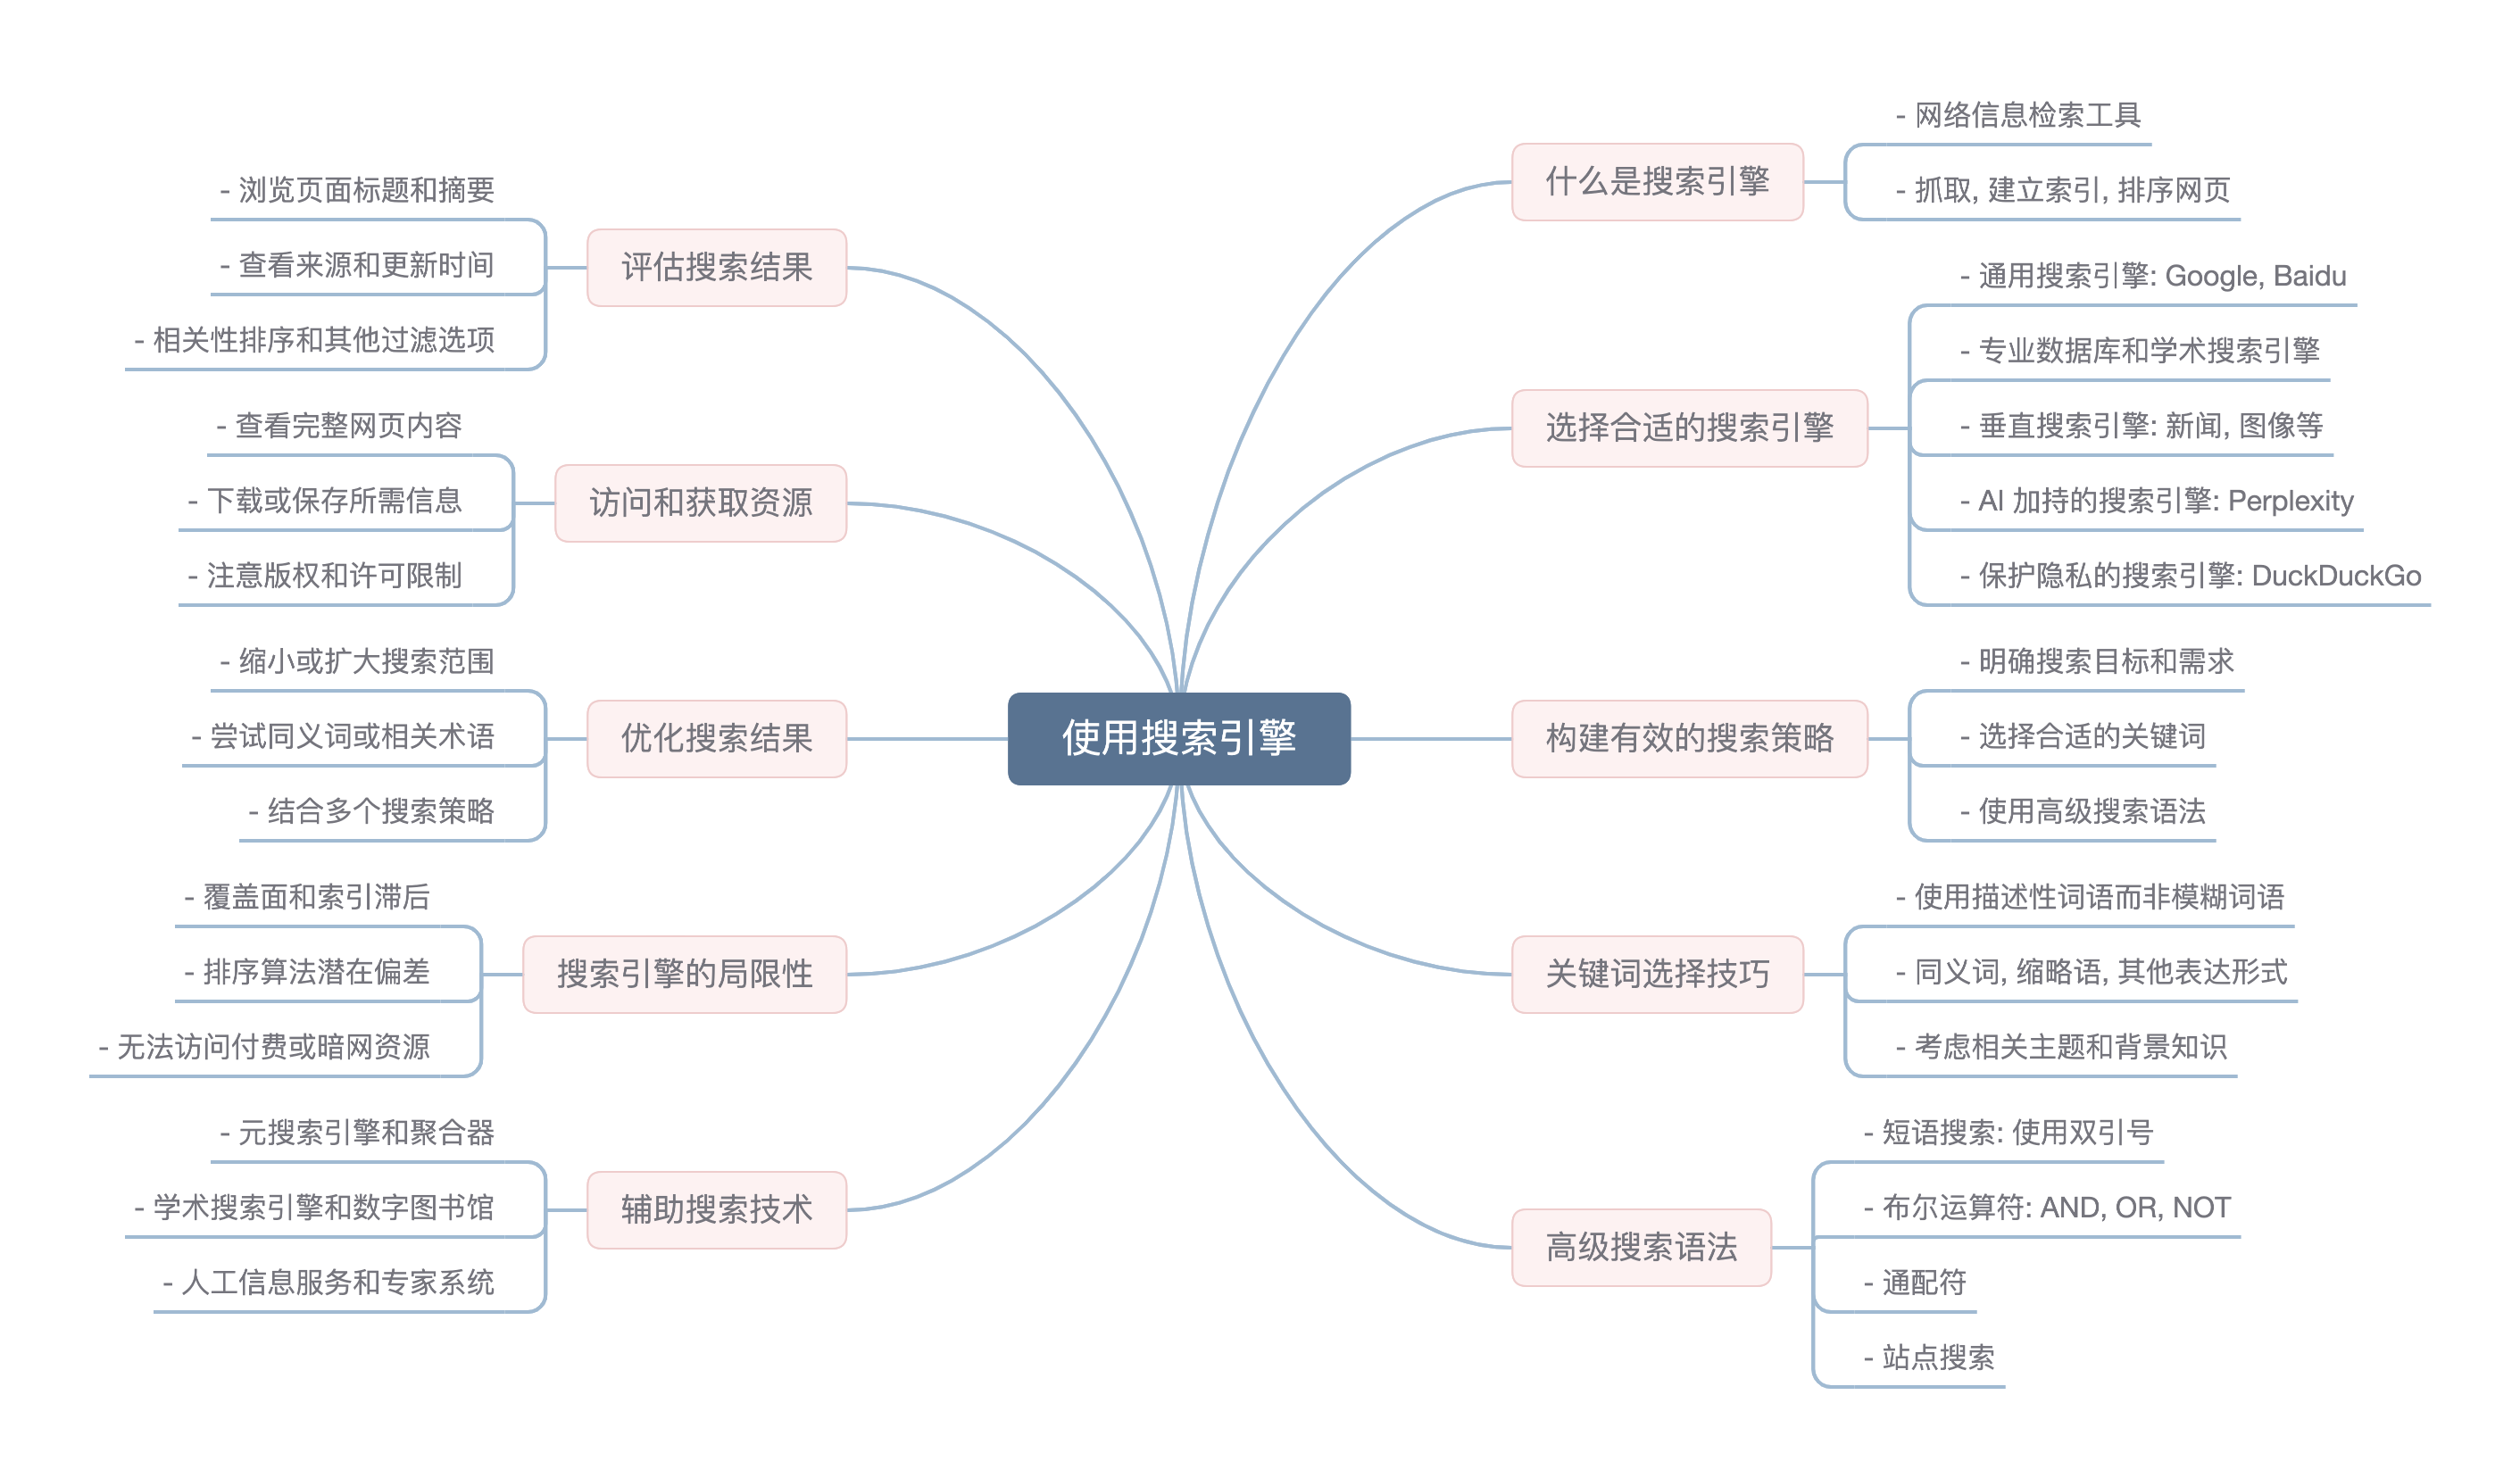 使用搜索引擎
什么是搜索引擎
- 网络信息检索工具
- 抓取, 建立索引, 排序网页
选择合适的搜索引擎
- 通用搜索引擎: Google, Baidu
- 专业数据库和学术搜索引擎
- 垂直搜索引擎: 新闻, 图像等
- AI 加持的搜索引擎: Perplexity
- 保护隐私的搜索引擎: DuckDuckGo
构建有效的搜索策略
- 明确搜索目标和需求
- 选择合适的关键词
- 使用高级搜索语法
关键词选择技巧
- 使用描述性词语而非模糊词语
- 同义词, 缩略语, 其他表达形式
- 考虑相关主题和背景知识
高级搜索语法
- 短语搜索: 使用双引号
- 布尔运算符: AND, OR, NOT
- 通配符
- 站点搜索
评估搜索结果
- 浏览页面标题和摘要
- 查看来源和更新时间
- 相关性排序和其他过滤选项
访问和获取资源
- 查看完整网页内容
- 下载或保存所需信息
- 注意版权和许可限制
优化搜索结果
- 缩小或扩大搜索范围
- 尝试同义词或相关术语
- 结合多个搜索策略
搜索引擎的局限性
- 覆盖面和索引滞后
- 排序算法潜在偏差
- 无法访问付费或暗网资源
辅助搜索技术
- 元搜索引擎和聚合器
- 学术搜索引擎和数字图书馆
- 人工信息服务和专家系统